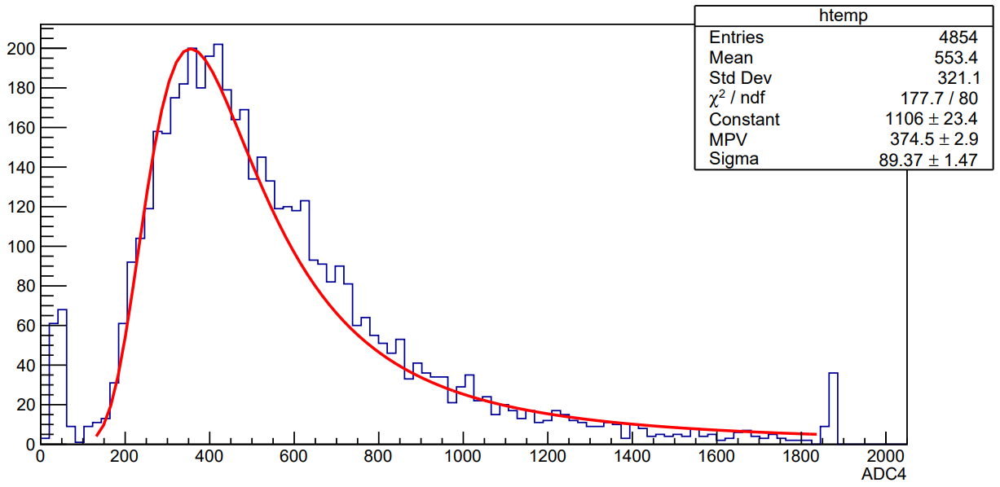 htemp
Entries 4854
Mean 553.4
Std Dev 321.1
χ² / ndf 177.7 / 80
Constant 1106 ± 23.4
MPV 374.5 ± 2.9
Sigma 89.37 ± 1.47
200
180
160
140
120
100
80
60
40
20
0
0 200 400 600 800 1000 1200 1400 1600 1800 2000
ADC4